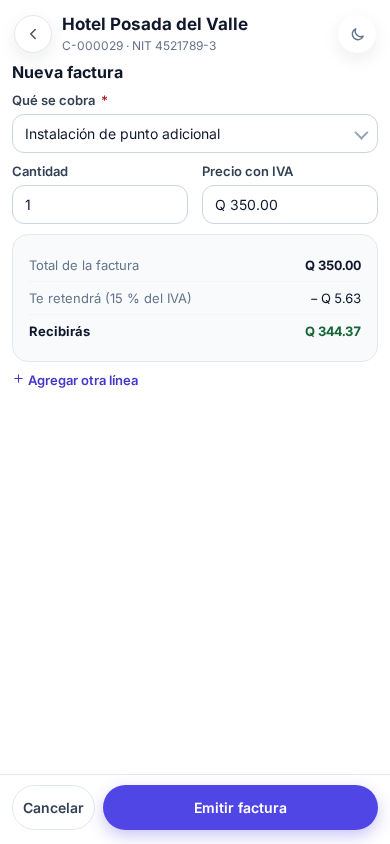 Hotel Posada del Valle
C-000029 · NIT 4521789-3
Nueva factura
Qué se cobra *
Instalación de punto adicional
Cantidad
Precio con IVA
1
Q 350.00
Total de la factura Q 350.00
Te retendrá (15 % del IVA) – Q 5.63
Recibirás Q 344.37
+ Agregar otra línea
Cancelar
Emitir factura